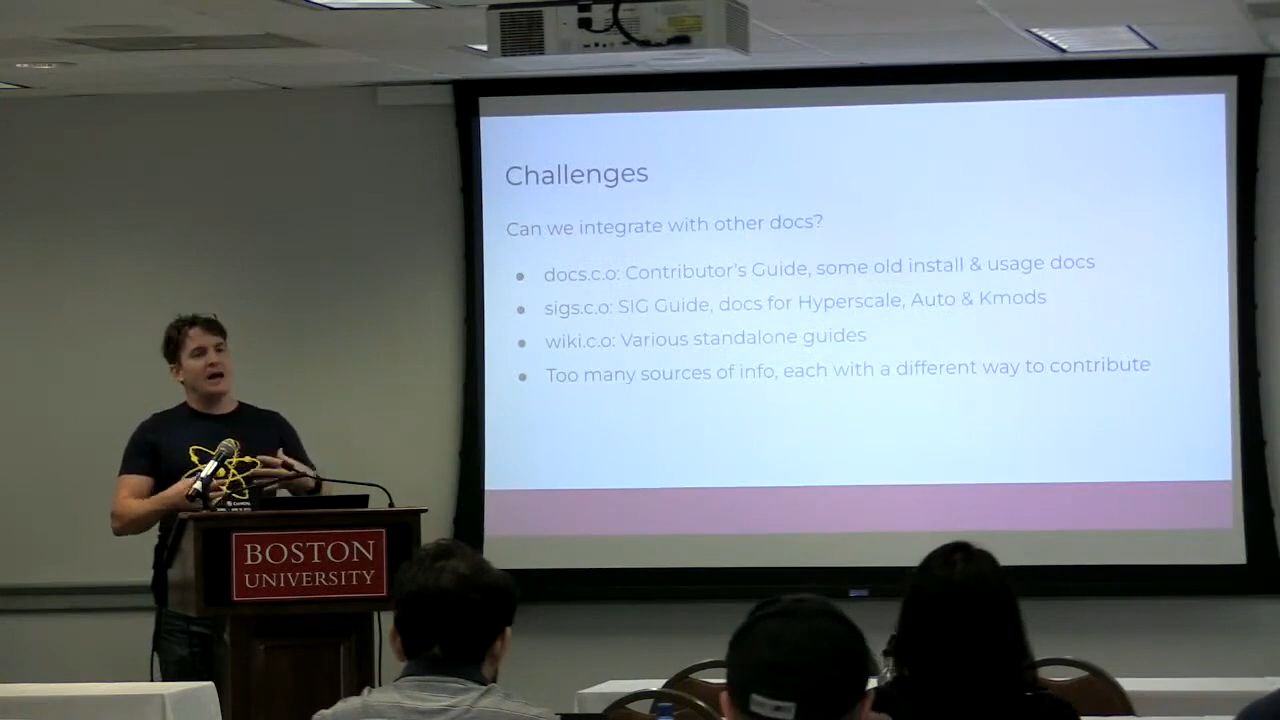 Challenges
Can we integrate with other docs?
docs.c.o: Contributor's Guide, some old install & usage docs
sigs.c.o: SIG Guide, docs for Hyperscale, Auto & Kmods
wiki.c.o: Various standalone guides
Too many sources of info, each with a different way to contribute
BOSTON
UNIVERSITY